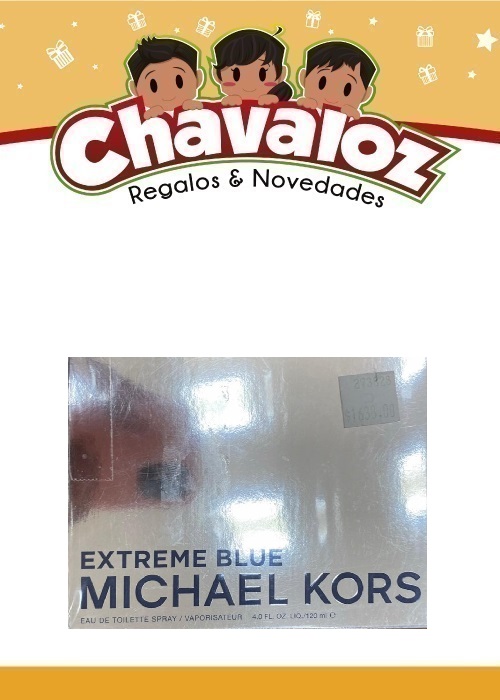 Chavaloz
Regalos & Novedades
EXTREME BLUE
MICHAEL KORS
EAU DE TOILETTE SPRAY / VAPORISATEUR 4.0 FL. OZ. LIQ./120 ml ℮